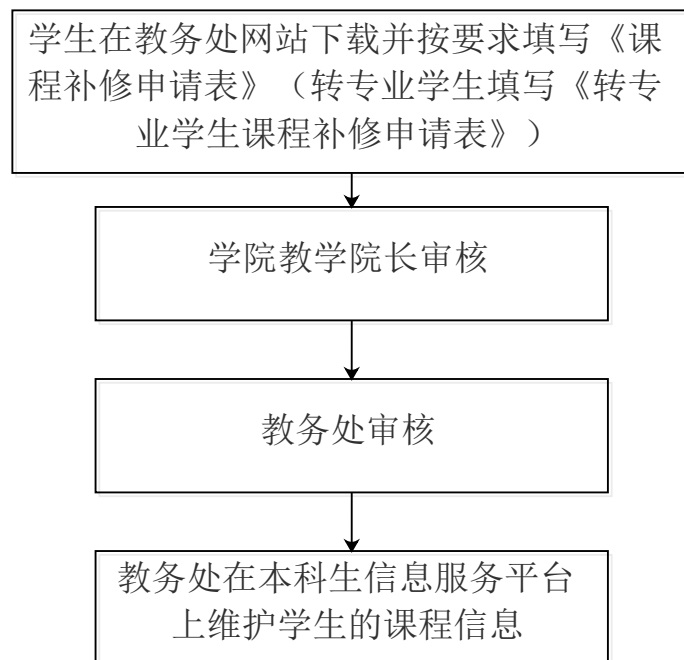 学生在教务处网站下载并按要求填写《课
程补修申请表》（转专业学生填写《转专
业学生课程补修申请表》）
学院教学院长审核
教务处审核
教务处在本科生信息服务平台
上维护学生的课程信息